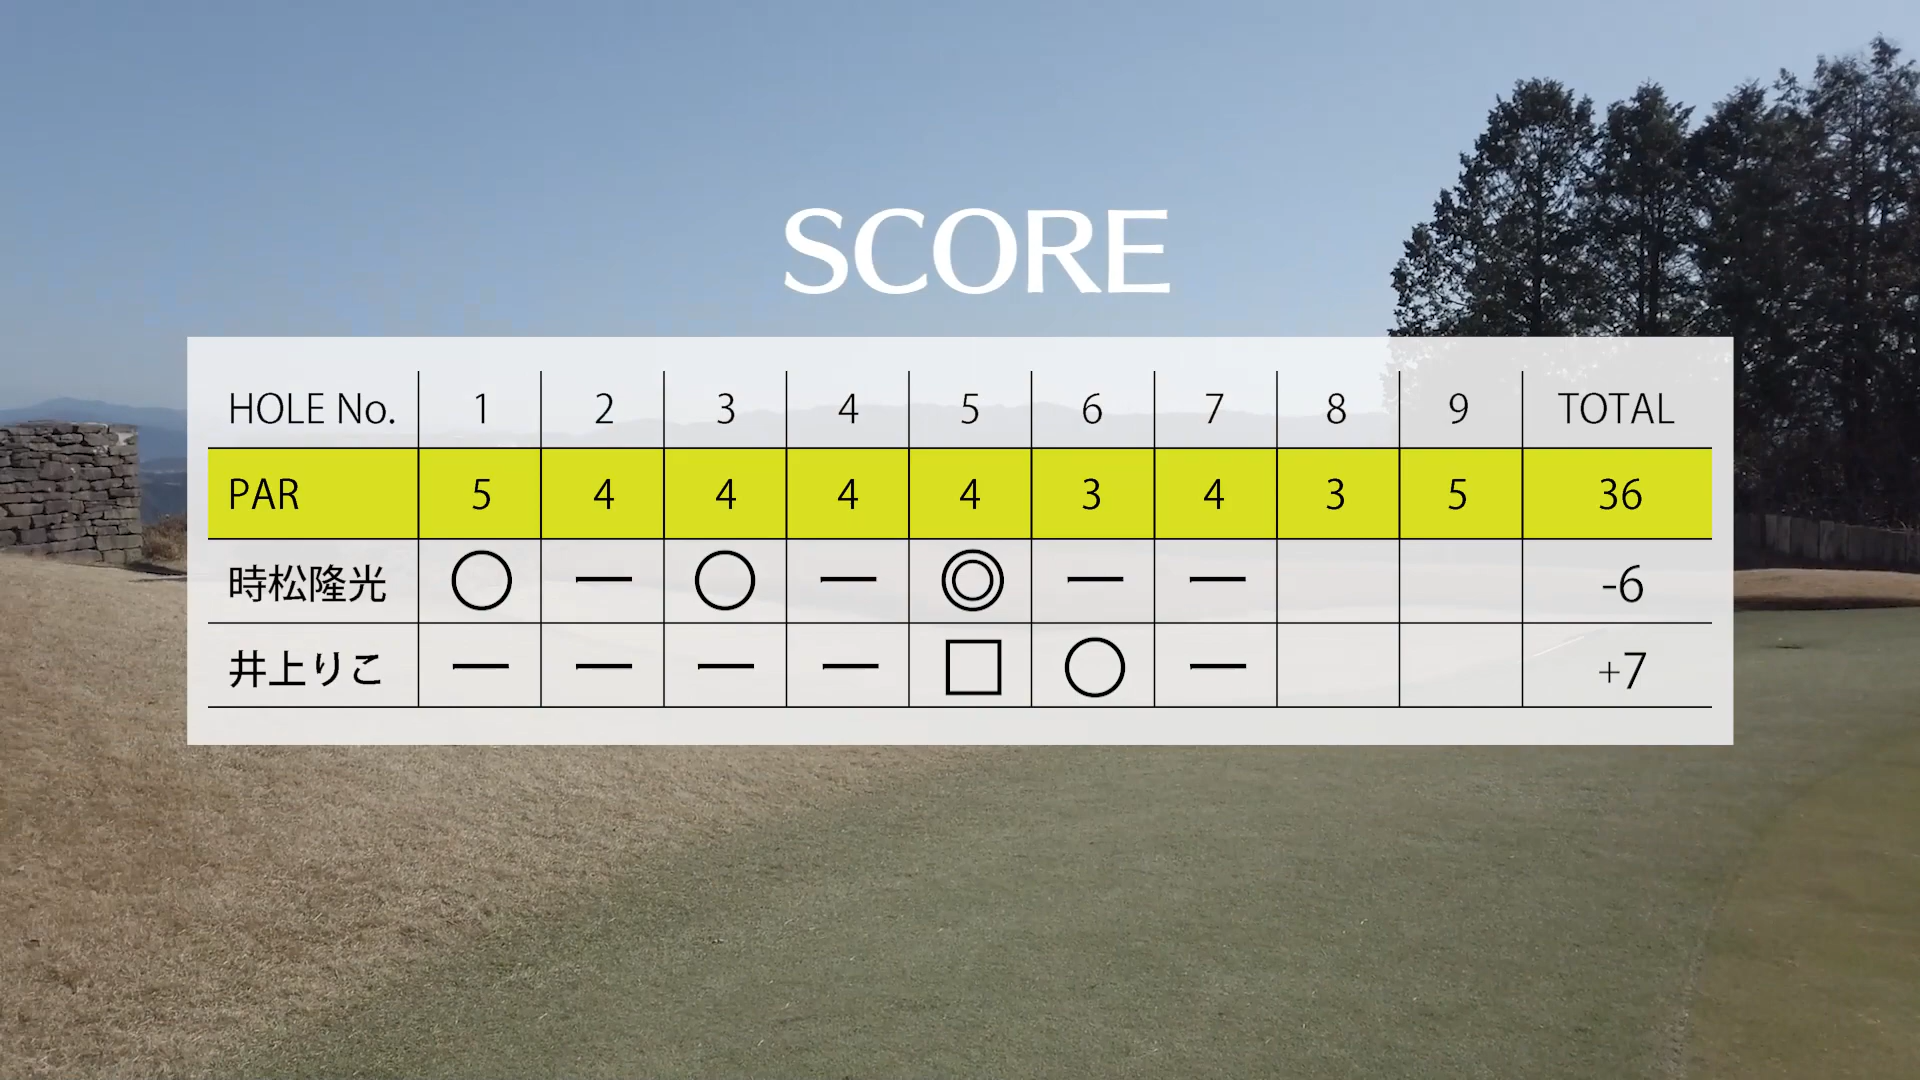 SCORE
HOLE No. 1 2 3 4 5 6 7 8 9 TOTAL
PAR 5 4 4 4 4 3 4 3 5 36
時松隆光 ○ — ○ — ◎ — — -6
井上りこ — — — — □ ○ — +7